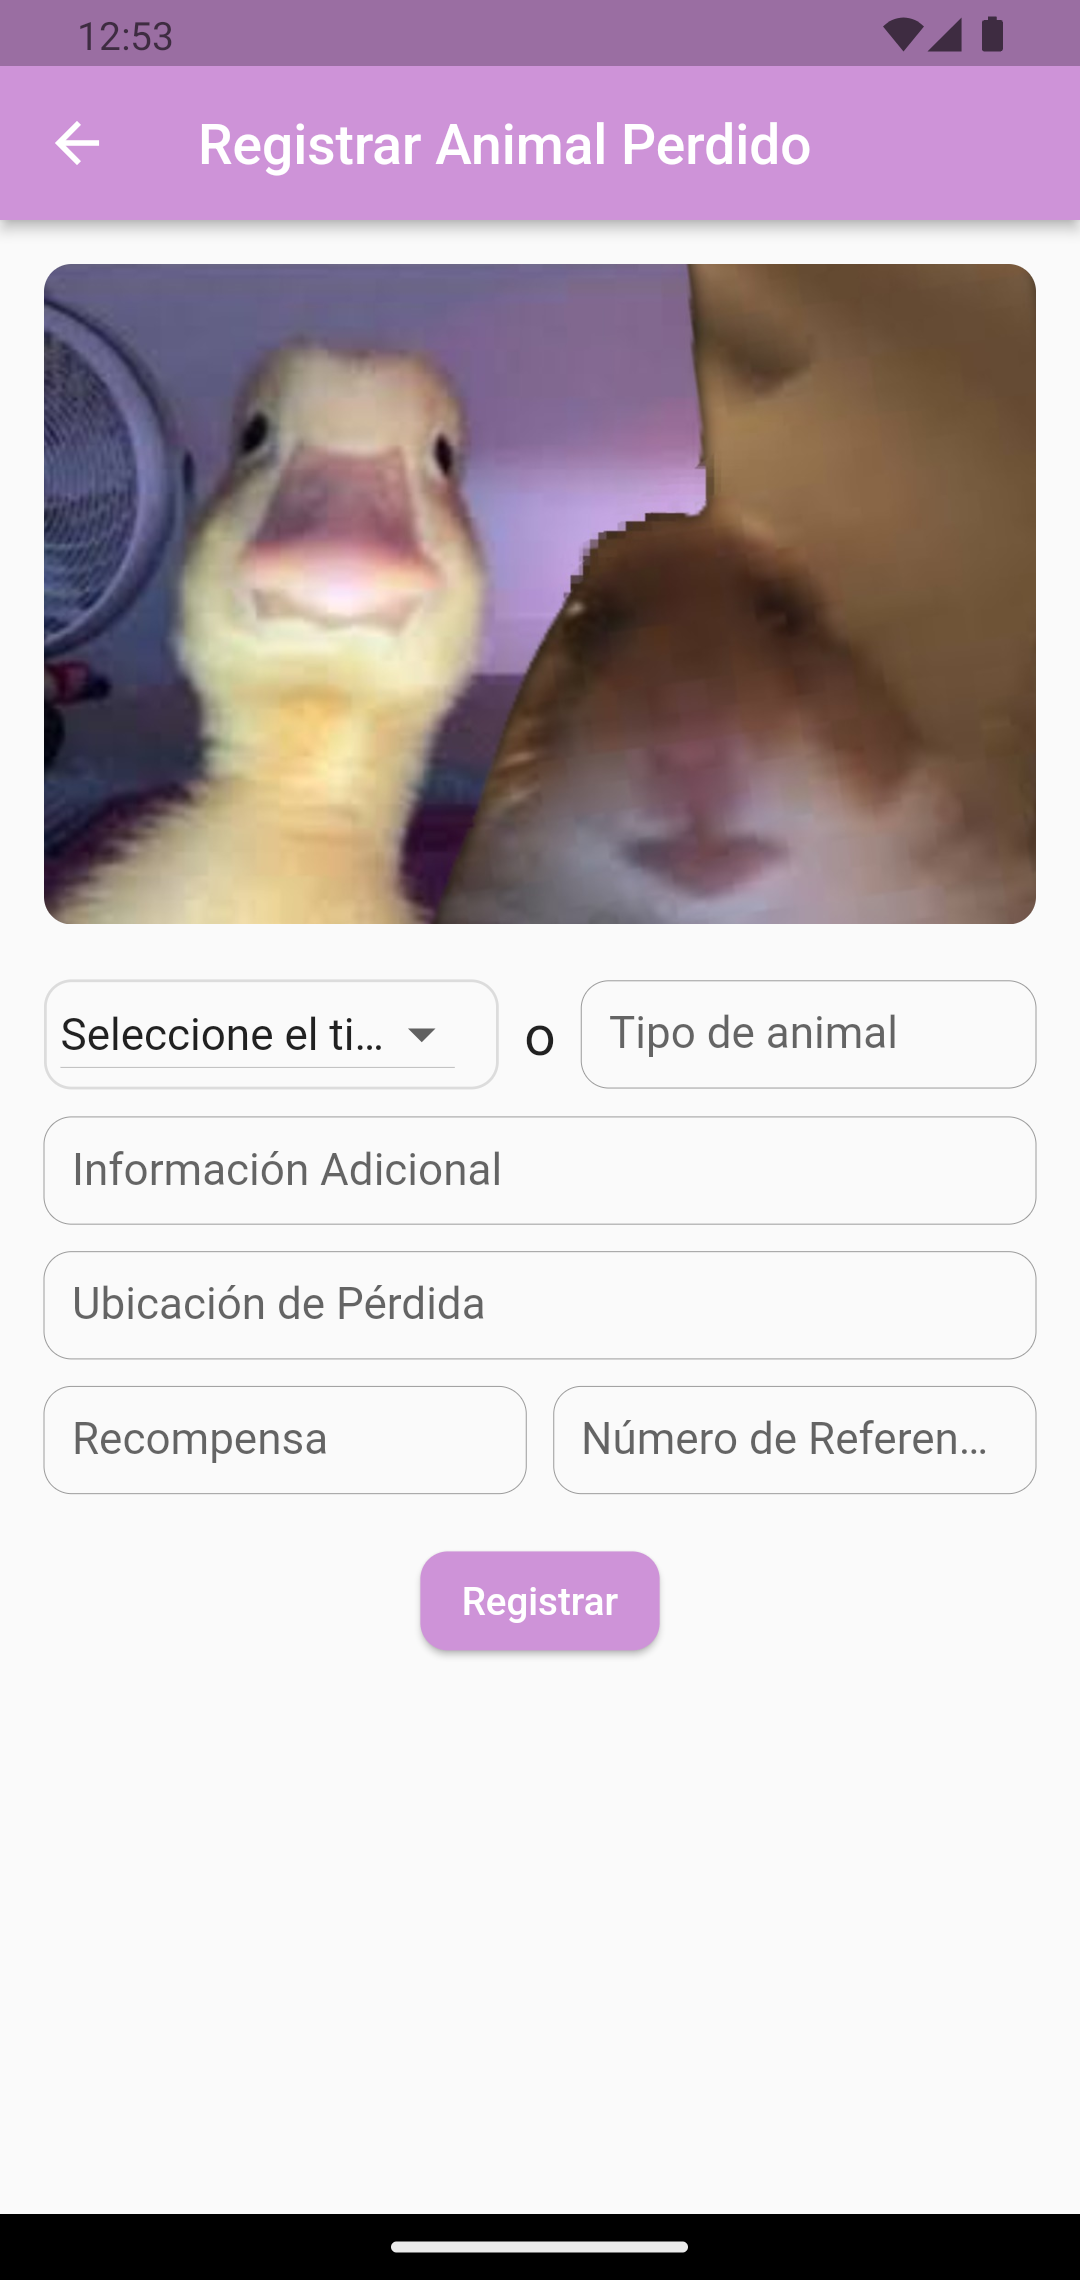 12:53
Registrar Animal Perdido
Seleccione el ti... o Tipo de animal
Información Adicional
Ubicación de Pérdida
Recompensa Número de Referen...
Registrar